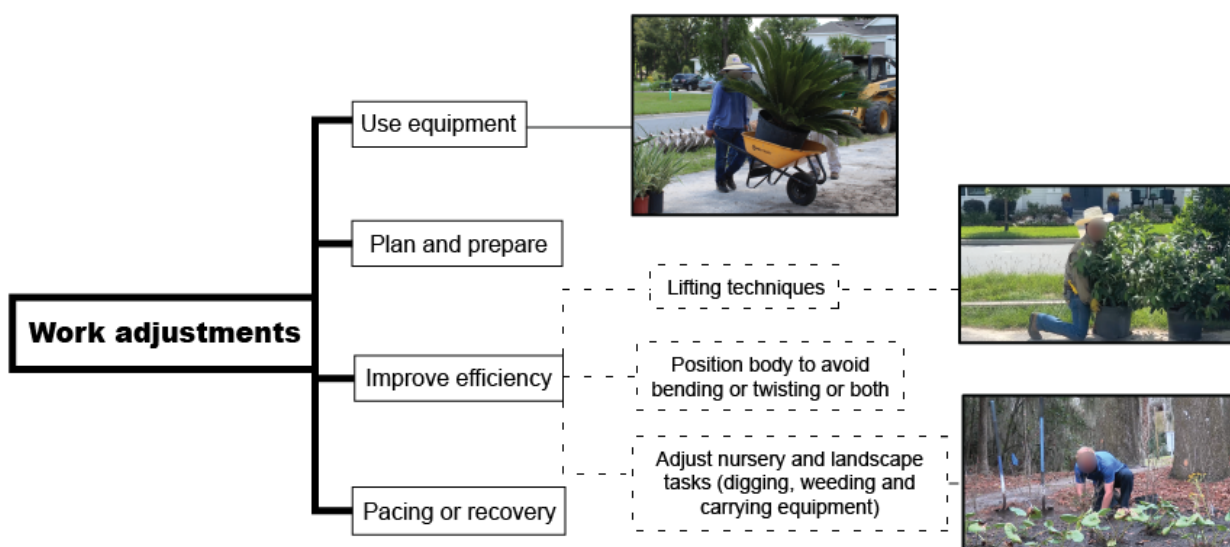 Use equipment
Plan and prepare
Lifting techniques
Work adjustments
Improve efficiency
Position body to avoid
bending or twisting or both
Adjust nursery and landscape
tasks (digging, weeding and
carrying equipment)
Pacing or recovery